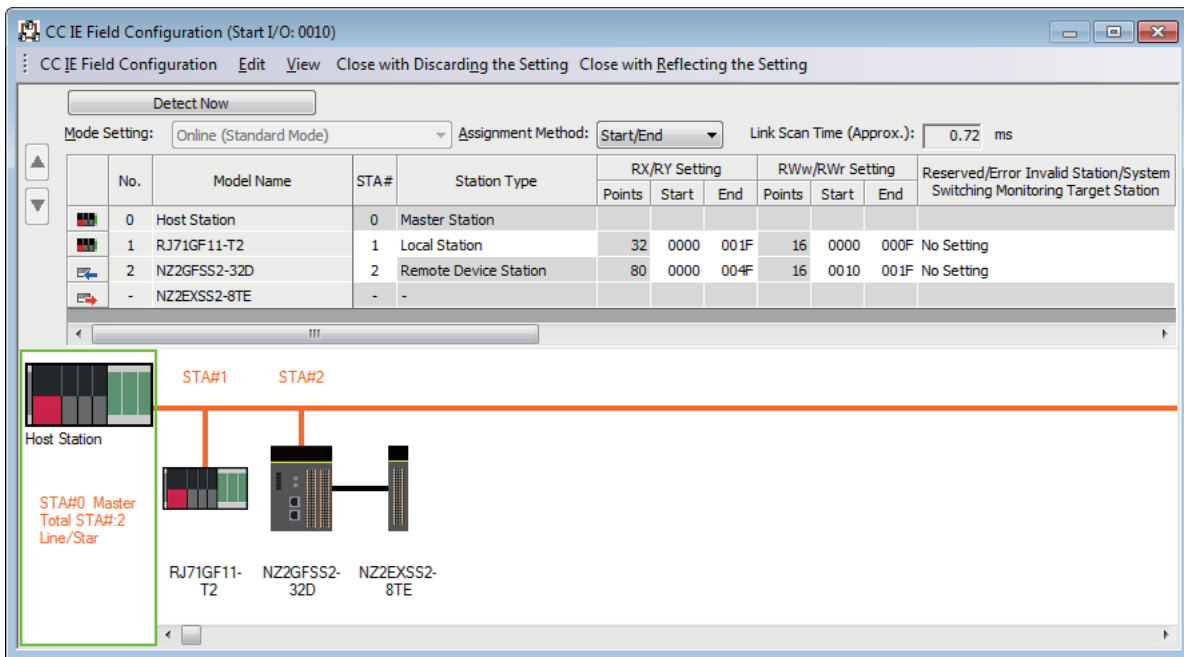 CC IE Field Configuration (Start I/O: 0010)
CC IE Field Configuration Edit View Close with Discarding the Setting Close with Reflecting the Setting
Detect Now
Mode Setting: Online (Standard Mode) Assignment Method: Start/End Link Scan Time (Approx.): 0.72 ms
No. Model Name STA# Station Type RX/RY Setting RWw/RWr Setting Reserved/Error Invalid Station/System
Points Start End Points Start End Switching Monitoring Target Station
0 Host Station 0 Master Station
1 RJ71GF11-T2 1 Local Station 32 0000 001F 16 0000 000F No Setting
2 NZ2GFSS2-32D 2 Remote Device Station 80 0000 004F 16 0010 001F No Setting
- NZ2EXSS2-8TE - -
STA#1 STA#2
Host Station
STA#0 Master
Total STA#:2
Line/Star
RJ71GF11- NZ2GFSS2- NZ2EXSS2-
T2 32D 8TE